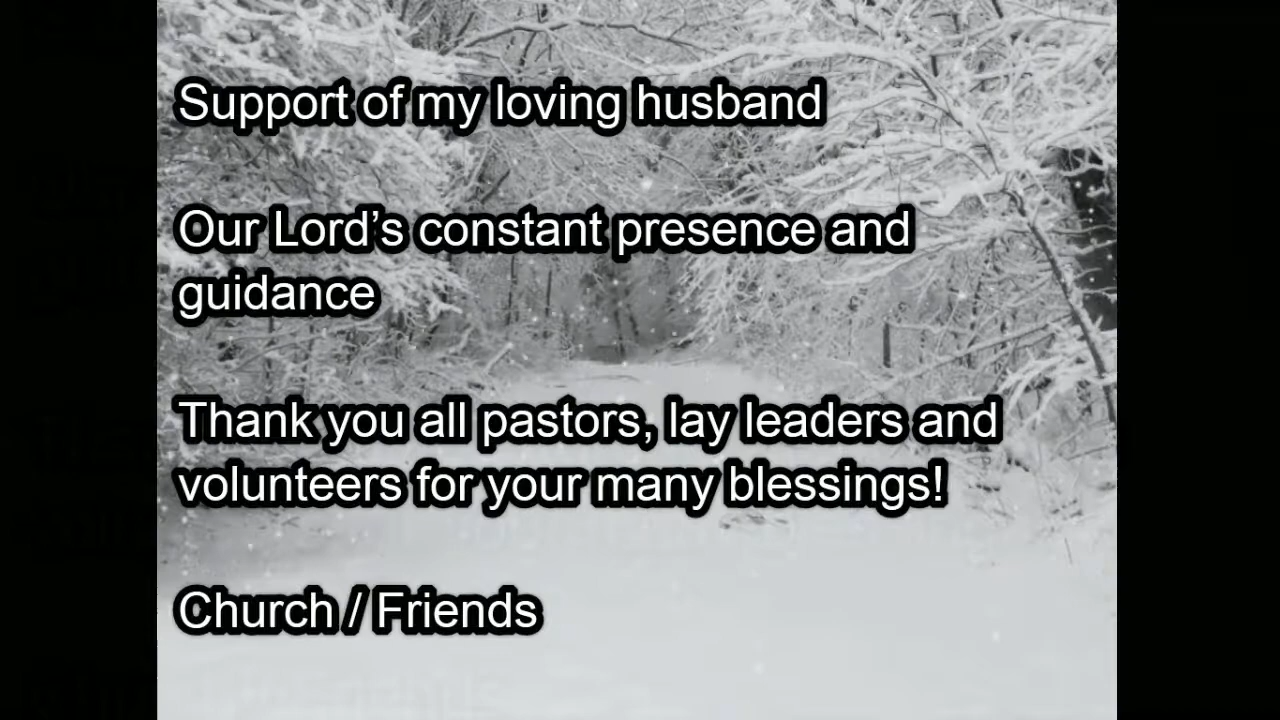 Support of my loving husband
Our Lord’s constant presence and
guidance
Thank you all pastors, lay leaders and
volunteers for your many blessings!
Church / Friends